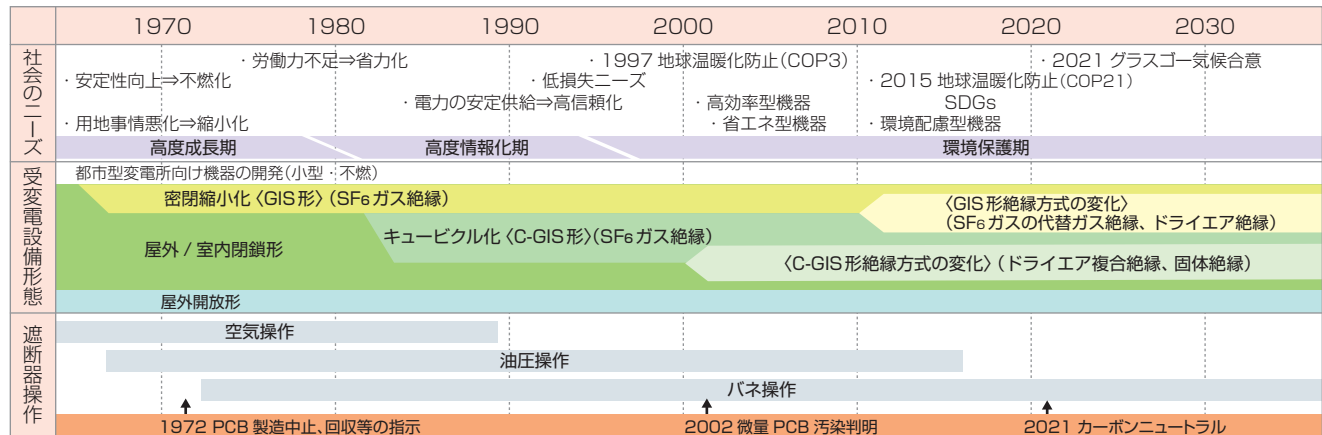 1970 1980 1990 2000 2010 2020 2030
社会のニーズ
・労働力不足⇒省力化
・1997 地球温暖化防止(COP3)
・2021 グラスゴー気候合意
・安定性向上⇒不燃化
・低損失ニーズ
・2015 地球温暖化防止(COP21)
・電力の安定供給⇒高信頼化
・高効率型機器
SDGs
・用地事情悪化⇒縮小化
・省エネ型機器
・環境配慮型機器
高度成長期
高度情報化期
環境保護期
受変電設備形態
都市型変電所向け機器の開発(小型・不燃)
密閉縮小化〈GIS形〉(SF6ガス絶縁)
〈GIS形絶縁方式の変化〉
(SF6ガスの代替ガス絶縁、ドライエア絶縁)
キュービクル化〈C-GIS形〉(SF6ガス絶縁)
屋外 / 室内閉鎖形
〈C-GIS形絶縁方式の変化〉(ドライエア複合絶縁、固体絶縁)
屋外開放形
遮断器操作
空気操作
油圧操作
バネ操作
1972 PCB 製造中止、回収等の指示
2002 微量 PCB 汚染判明
2021 カーボンニュートラル